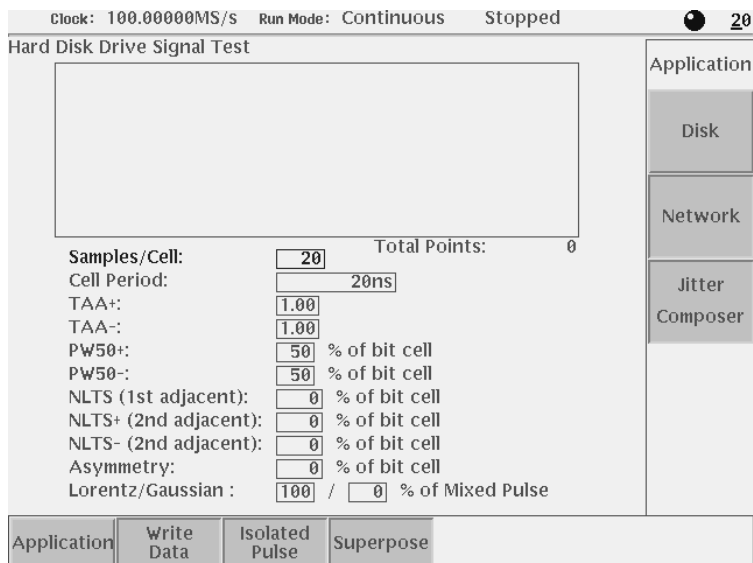 Clock: 100.00000MS/s Run Mode: Continuous Stopped 20
Hard Disk Drive Signal Test
Total Points: 0
Samples/Cell: 20
Cell Period: 20ns
TAA+: 1.00
TAA-: 1.00
PW50+: 50 % of bit cell
PW50-: 50 % of bit cell
NLTS (1st adjacent): 0 % of bit cell
NLTS+ (2nd adjacent): 0 % of bit cell
NLTS- (2nd adjacent): 0 % of bit cell
Asymmetry: 0 % of bit cell
Lorentz/Gaussian : 100 / 0 % of Mixed Pulse
Application
Disk
Network
Jitter
Composer
Application
Write
Data
Isolated
Pulse
Superpose